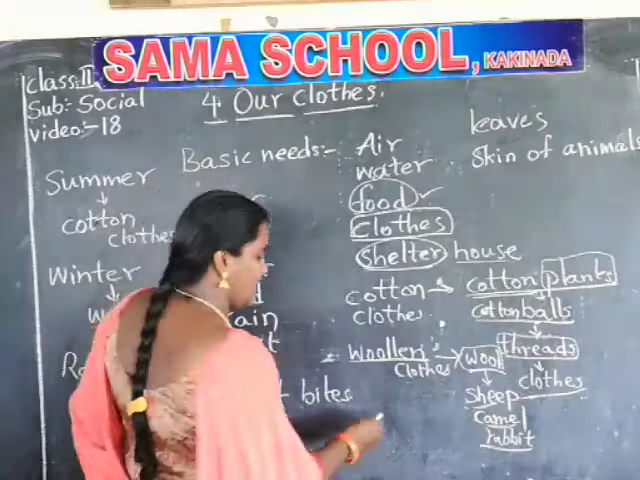 SAMA SCHOOL, KAKINADA
class:- II
Sub:- Social
video:-18
4. Our Clothes.
Summer
cotton
clothes
Winter
Basic needs:- Air
water
food
Clothes
shelter house
cotton → cotton plants
clothes
cotton balls
threads
clothes
woollen → wool
clothes
sheep
camel
rabbit
bites
leaves
skin of animals